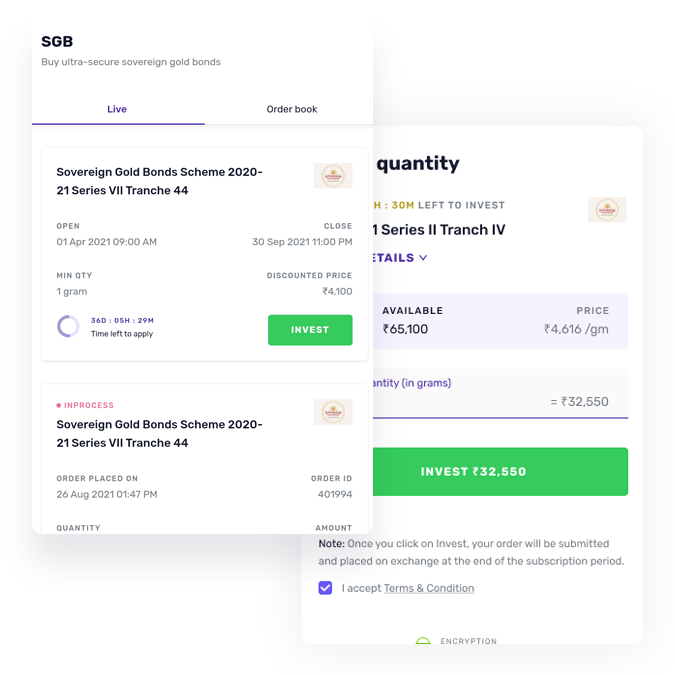 SGB
Buy ultra-secure sovereign gold bonds
Live
Order book
Sovereign Gold Bonds Scheme 2020-
21 Series VII Tranche 44
OPEN
CLOSE
01 Apr 2021 09:00 AM
30 Sep 2021 11:00 PM
MIN QTY
DISCOUNTED PRICE
1 gram
₹4,100
36D : 05H : 29M
Time left to apply
INVEST
INPROCESS
Sovereign Gold Bonds Scheme 2020-
21 Series VII Tranche 44
ORDER PLACED ON
ORDER ID
26 Aug 2021 01:47 PM
401994
QUANTITY
AMOUNT
quantity
H : 30M LEFT TO INVEST
1 Series II Tranch IV
ETAILS
AVAILABLE
PRICE
₹65,100
₹4,616 /gm
antity (in grams)
= ₹32,550
INVEST ₹32,550
Note: Once you click on Invest, your order will be submitted
and placed on exchange at the end of the subscription period.
I accept Terms & Condition
ENCRYPTION